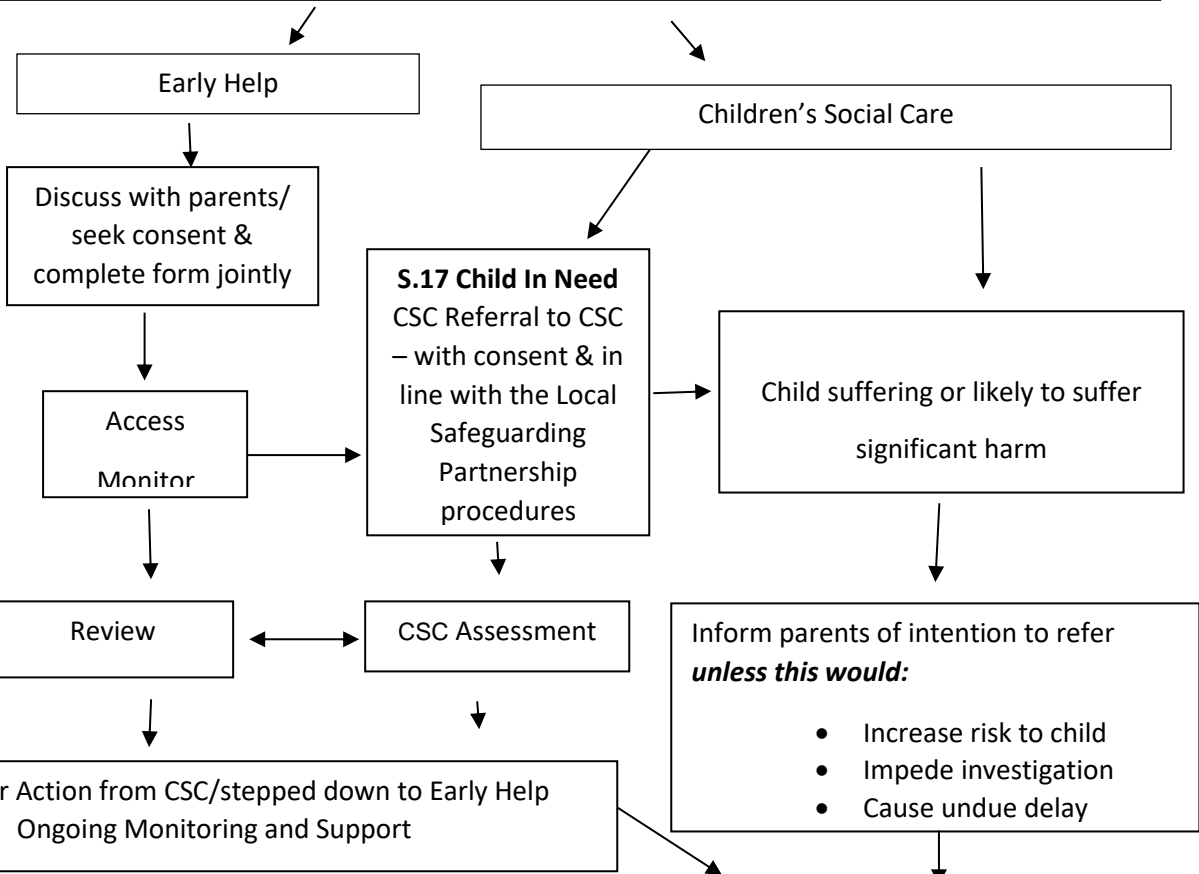 Early Help
Children’s Social Care
Discuss with parents/
seek consent &
complete form jointly
S.17 Child In Need
CSC Referral to CSC
– with consent & in
line with the Local
Safeguarding
Partnership
procedures
Child suffering or likely to suffer
significant harm
Access
Monitor
Review
CSC Assessment
Inform parents of intention to refer
unless this would:
• Increase risk to child
• Impede investigation
• Cause undue delay
Action from CSC/stepped down to Early Help
Ongoing Monitoring and Support